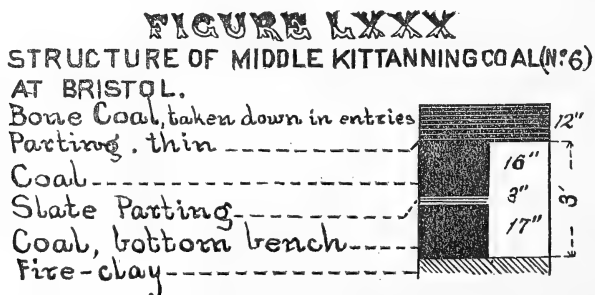 FIGURE LXXX
STRUCTURE OF MIDDLE KITTANNING COAL (No. 6)
AT BRISTOL.
Bone Coal, taken down in entries 12"
Parting, thin
Coal 16"
Slate Parting 3" 3'
Coal, bottom bench 17"
Fire-clay